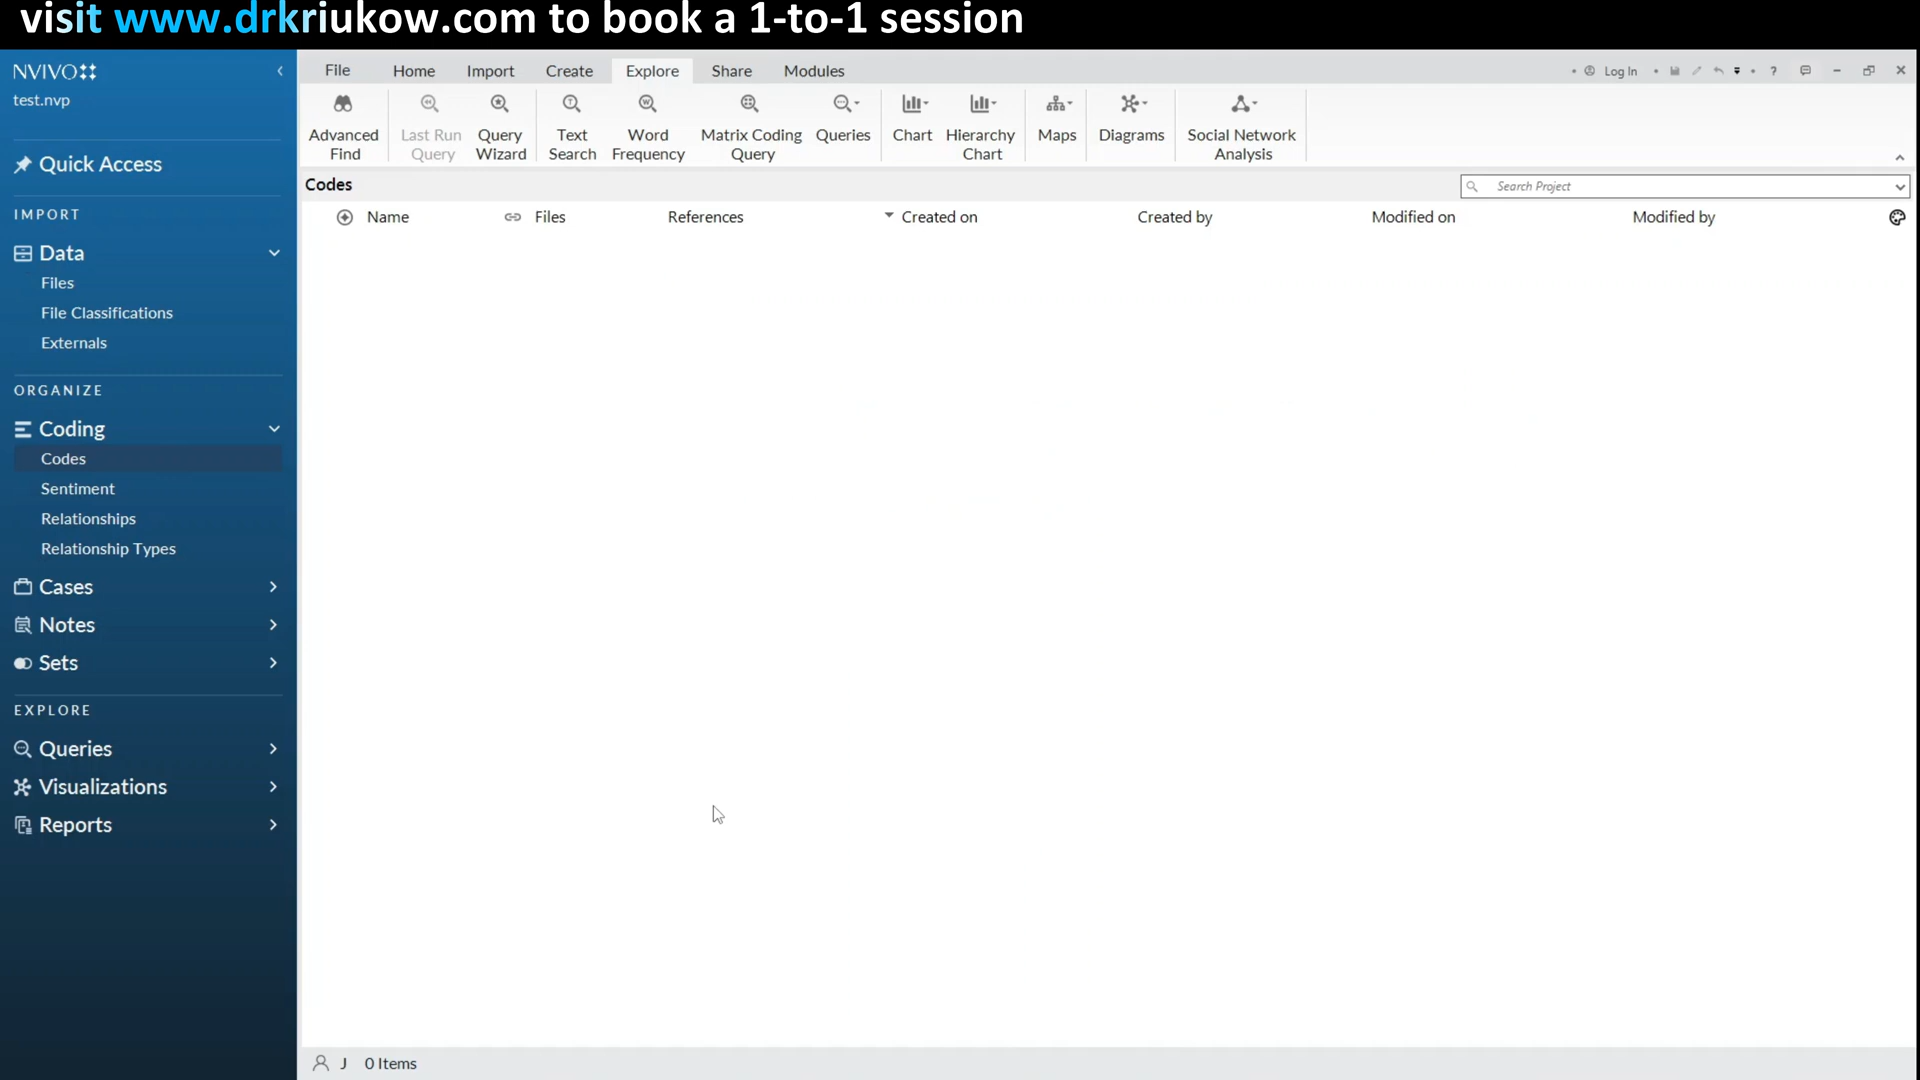 visit www.drkriukow.com to book a 1-to-1 session
NVIVO
test.nvp
Quick Access
IMPORT
Data
Files
File Classifications
Externals
ORGANIZE
Coding
Codes
Sentiment
Relationships
Relationship Types
Cases
Notes
Sets
EXPLORE
Queries
Visualizations
Reports
File Home Import Create Explore Share Modules
Log In ?
Advanced Find
Last Run Query
Query Wizard
Text Search
Word Frequency
Matrix Coding Query
Queries
Chart
Hierarchy Chart
Maps
Diagrams
Social Network Analysis
Codes
Search Project
Name Files References Created on Created by Modified on Modified by
J 0 Items